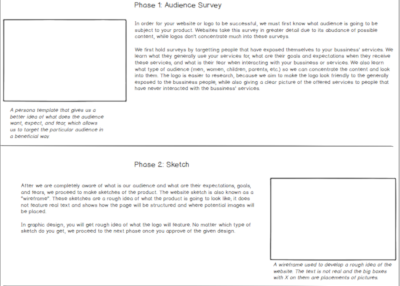 Phase 1: Audience Survey
In order for your website or logo to be successful, we must first know what audience is going to be
subject to your product. Websites take this survey in greater detail due to its abudance of possible
content, while logos don't concentrate much into these surveys.
We first hold surveys by targetting people that have exposed themselves to your bussiness' services. We
learn what they generally use your services for, what are their goals and expectations when they receive
these services, and what is their fear when interacting with your bussiness or services. We also learn
what type of audience (men, women, children, parents, etc.) so we can concentrate the content and look
into them. The logo is easier to research, because we aim to make the logo look friendly to the generally
exposed to the bussiness people, while also giving a clear picture of the offered services to people that
have never interacted with the bussiness' services.
A persona template that gives us a
better idea of what does the audience
want, expect, and fear, which allows
us to target the particular audience in
a beneficial way.
Phase 2: Sketch
After we are completely aware of what is our audience and what are their expectations, goals,
and fears, we proceed to make sketches of the product. The website sketch is also known as a
"wireframe". These sketches are a rough idea of what the product is going to look like, it does
not feature real text and shows how the page will be structured and where potential images will
be placed.
In graphic design, you will get rough idea of what the logo will feature. No matter which type of
sketch do you get, we proceed to the next phase once you approve of the given design.
A wireframe used to develop a rough idea of the
website. The text is not real and the big boxes
with X on them are placements of pictures.